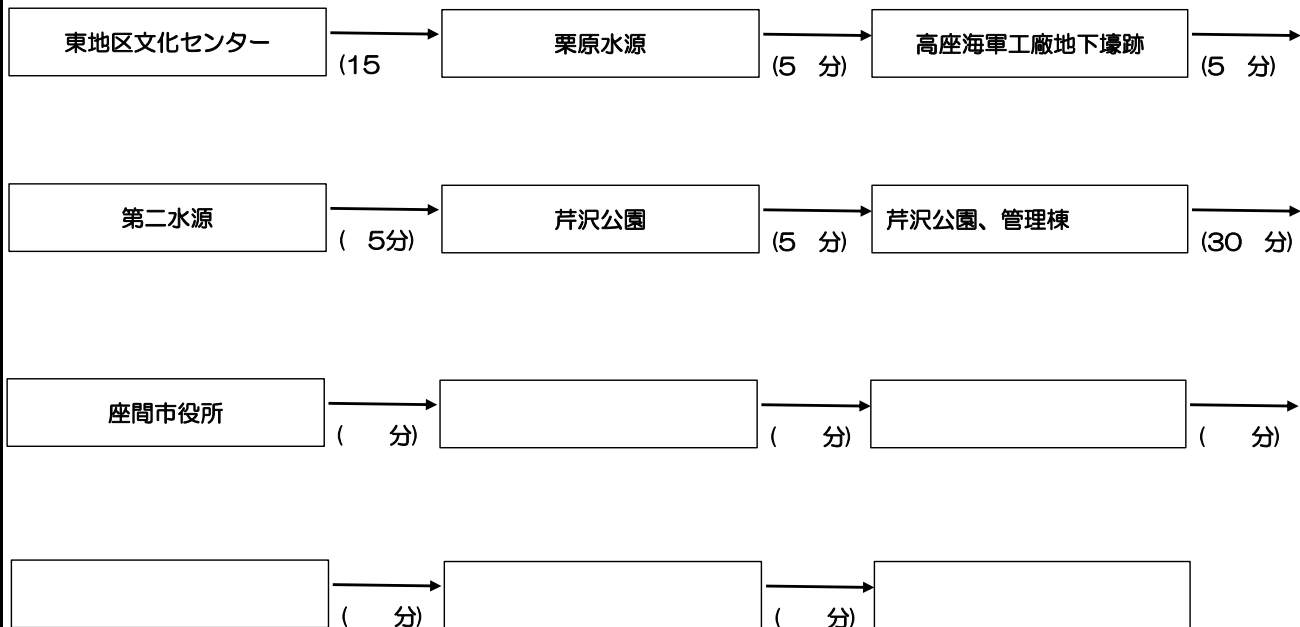 東地区文化センター
(15
栗原水源
(5 分)
高座海軍工廠地下壕跡
(5 分)
第二水源
( 5分)
芹沢公園
(5 分)
芹沢公園、管理棟
(30 分)
座間市役所
( 分)
( 分)
( 分)
( 分)
( 分)